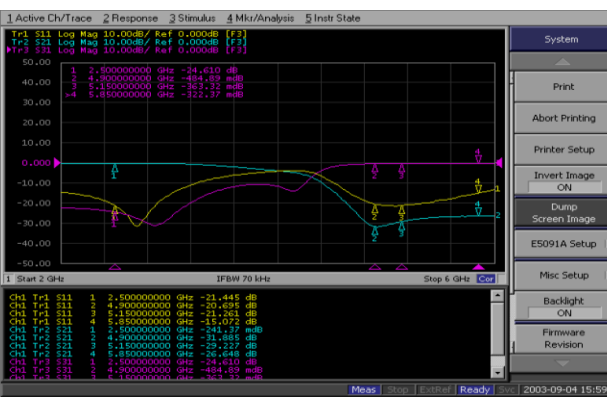 1 Active Ch/Trace 2 Response 3 Stimulus 4 Mkr/Analysis 5 Instr State
Tr1 S11 Log Mag 10.00dB/ Ref 0.000dB [F3]
Tr2 S21 Log Mag 10.00dB/ Ref 0.000dB [F3]
Tr3 S31 Log Mag 10.00dB/ Ref 0.000dB [F3]
50.00
40.00
30.00
20.00
10.00
0.000
-10.00
-20.00
-30.00
-40.00
-50.00
1 2.500000000 GHz -24.610 dB
2 4.900000000 GHz -484.89 mdB
3 5.150000000 GHz -363.32 mdB
>4 5.850000000 GHz -322.37 mdB
1 Start 2 GHz IFBW 70 kHz Stop 6 GHz Cor
Ch1 Tr1 S11 1 2.500000000 GHz -21.445 dB
Ch1 Tr1 S11 2 4.900000000 GHz -20.695 dB
Ch1 Tr1 S11 3 5.150000000 GHz -21.261 dB
Ch1 Tr1 S11 4 5.850000000 GHz -15.072 dB
Ch1 Tr2 S21 1 2.500000000 GHz -241.37 mdB
Ch1 Tr2 S21 2 4.900000000 GHz -31.885 dB
Ch1 Tr2 S21 3 5.150000000 GHz -29.227 dB
Ch1 Tr2 S21 4 5.850000000 GHz -26.648 dB
Ch1 Tr3 S31 1 2.500000000 GHz -24.610 dB
Ch1 Tr3 S31 2 4.900000000 GHz -484.89 mdB
Ch1 Tr3 S31 3 5.150000000 GHz -363.32 mdB
Meas Stop ExtRef Ready Svc 2003-09-04 15:59
System
Print
Abort Printing
Printer Setup
Invert Image
ON
Dump
Screen Image
E5091A Setup
Misc Setup
Backlight
ON
Firmware
Revision